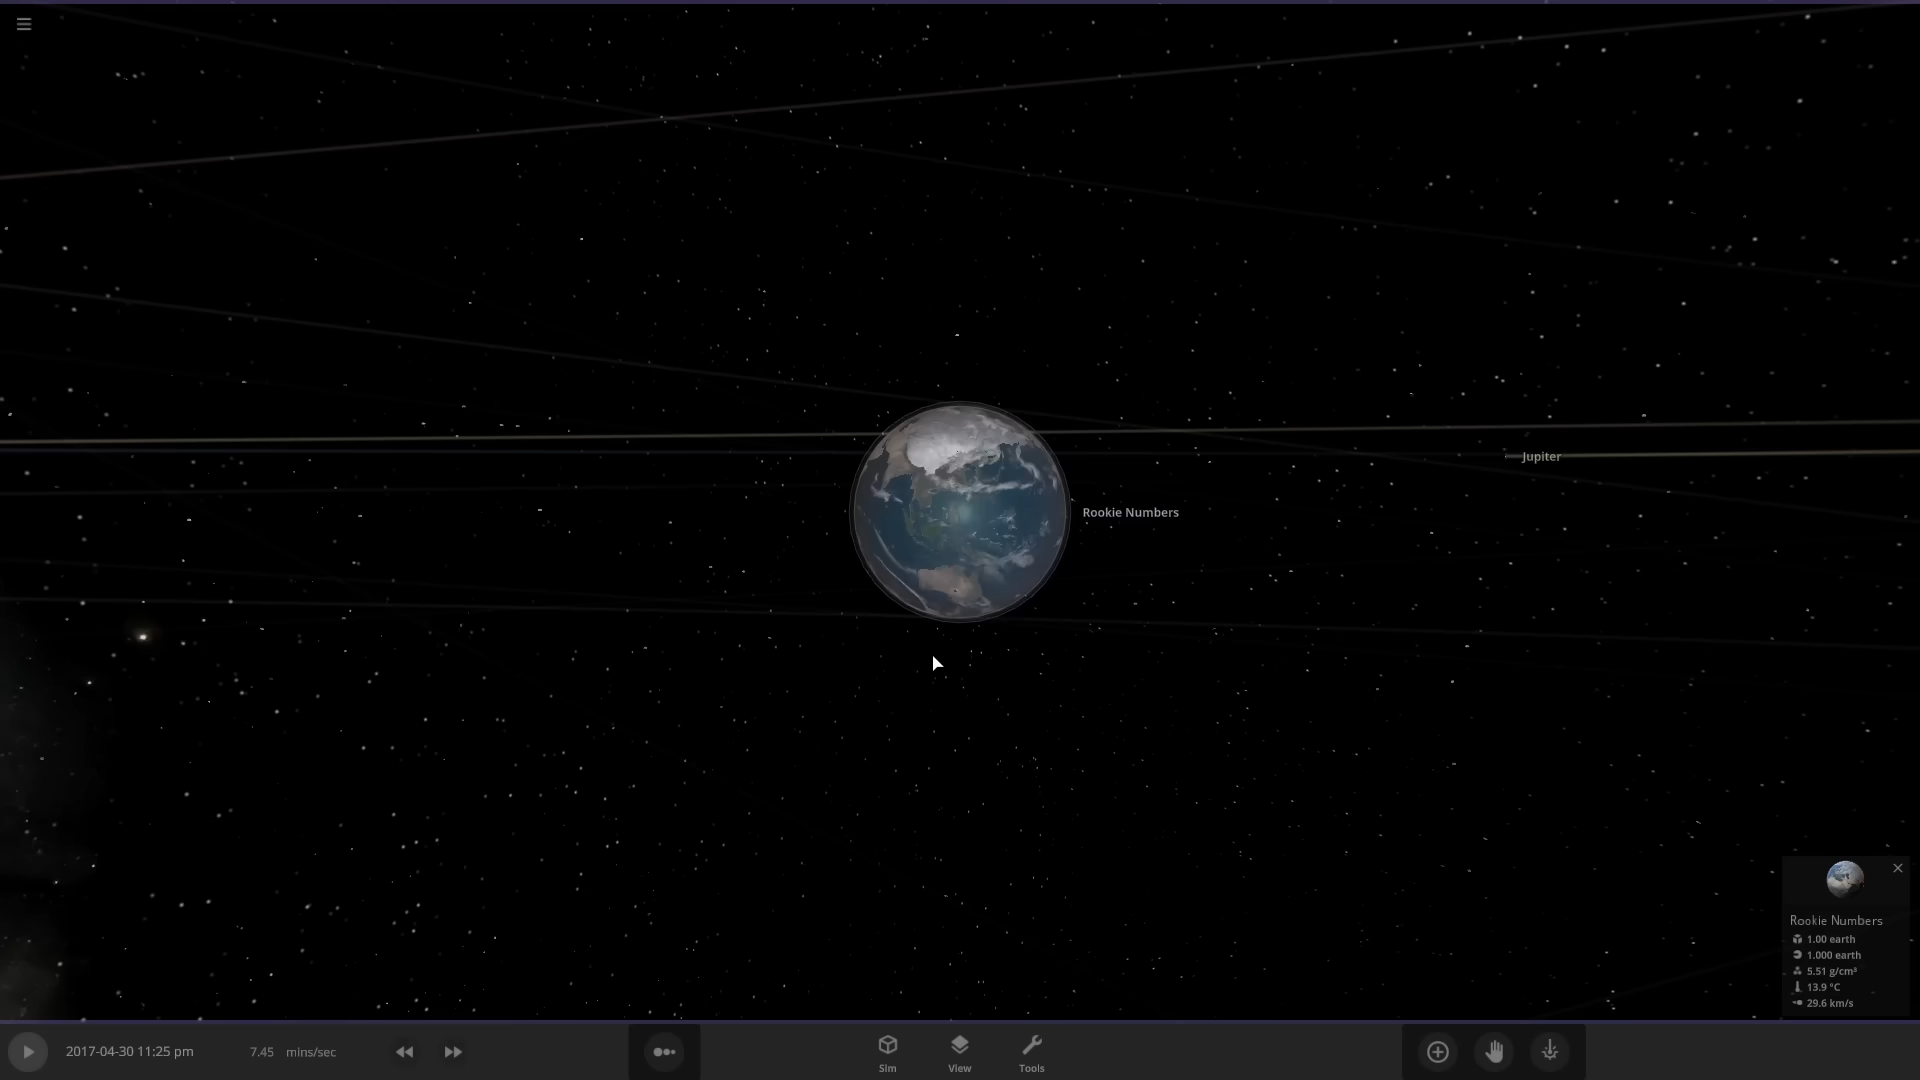 Jupiter
Rookie Numbers
Rookie Numbers
1.00 earth
1.000 earth
5.51 g/cm³
13.9 °C
29.6 km/s
2017-04-30 11:25 pm
7.45 mins/sec
Sim
View
Tools